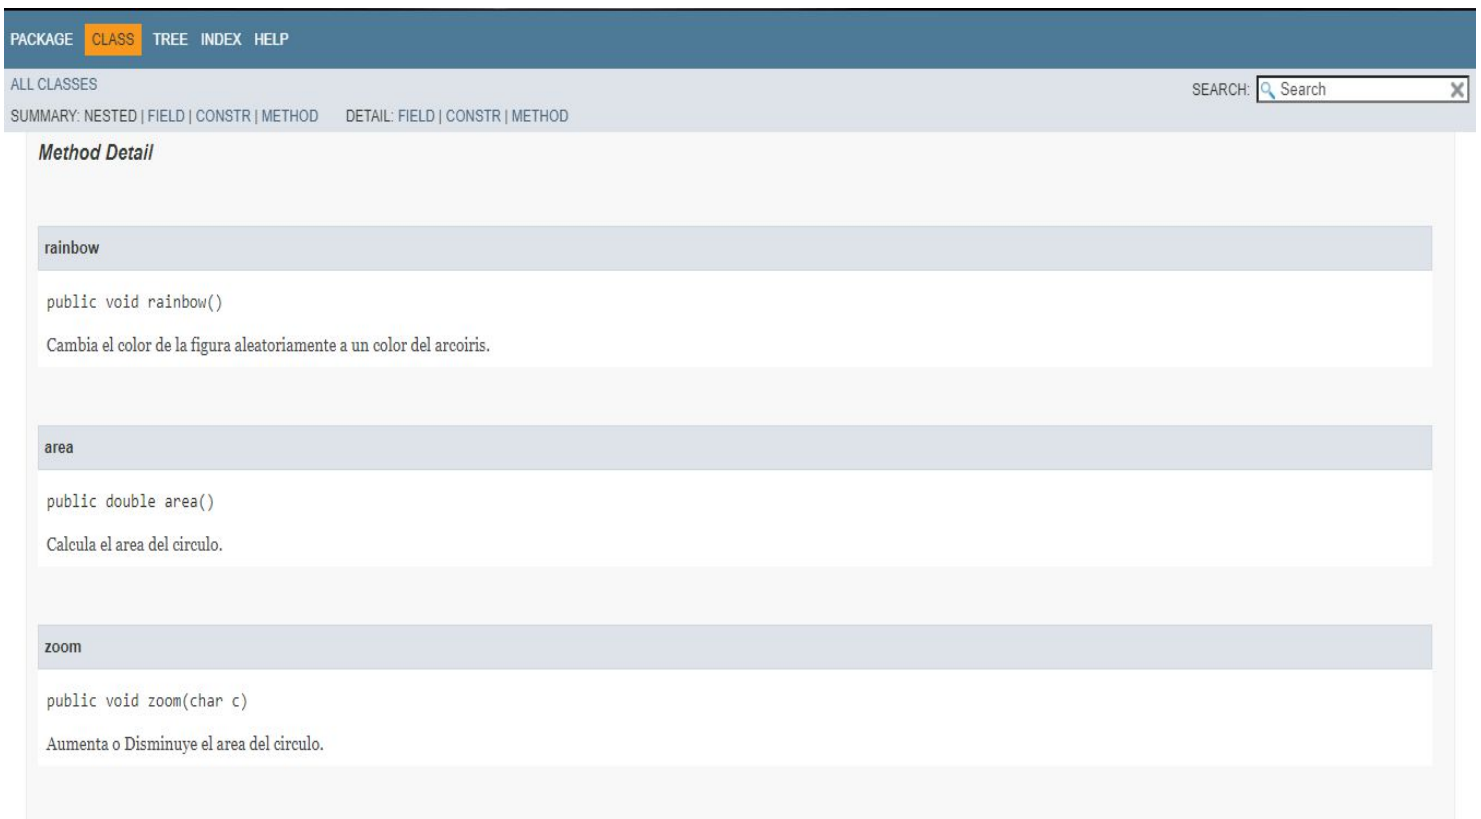 PACKAGE CLASS TREE INDEX HELP
ALL CLASSES
SEARCH: Search
SUMMARY: NESTED | FIELD | CONSTR | METHOD DETAIL: FIELD | CONSTR | METHOD
Method Detail
rainbow
public void rainbow()
Cambia el color de la figura aleatoriamente a un color del arcoiris.
area
public double area()
Calcula el area del circulo.
zoom
public void zoom(char c)
Aumenta o Disminuye el area del circulo.